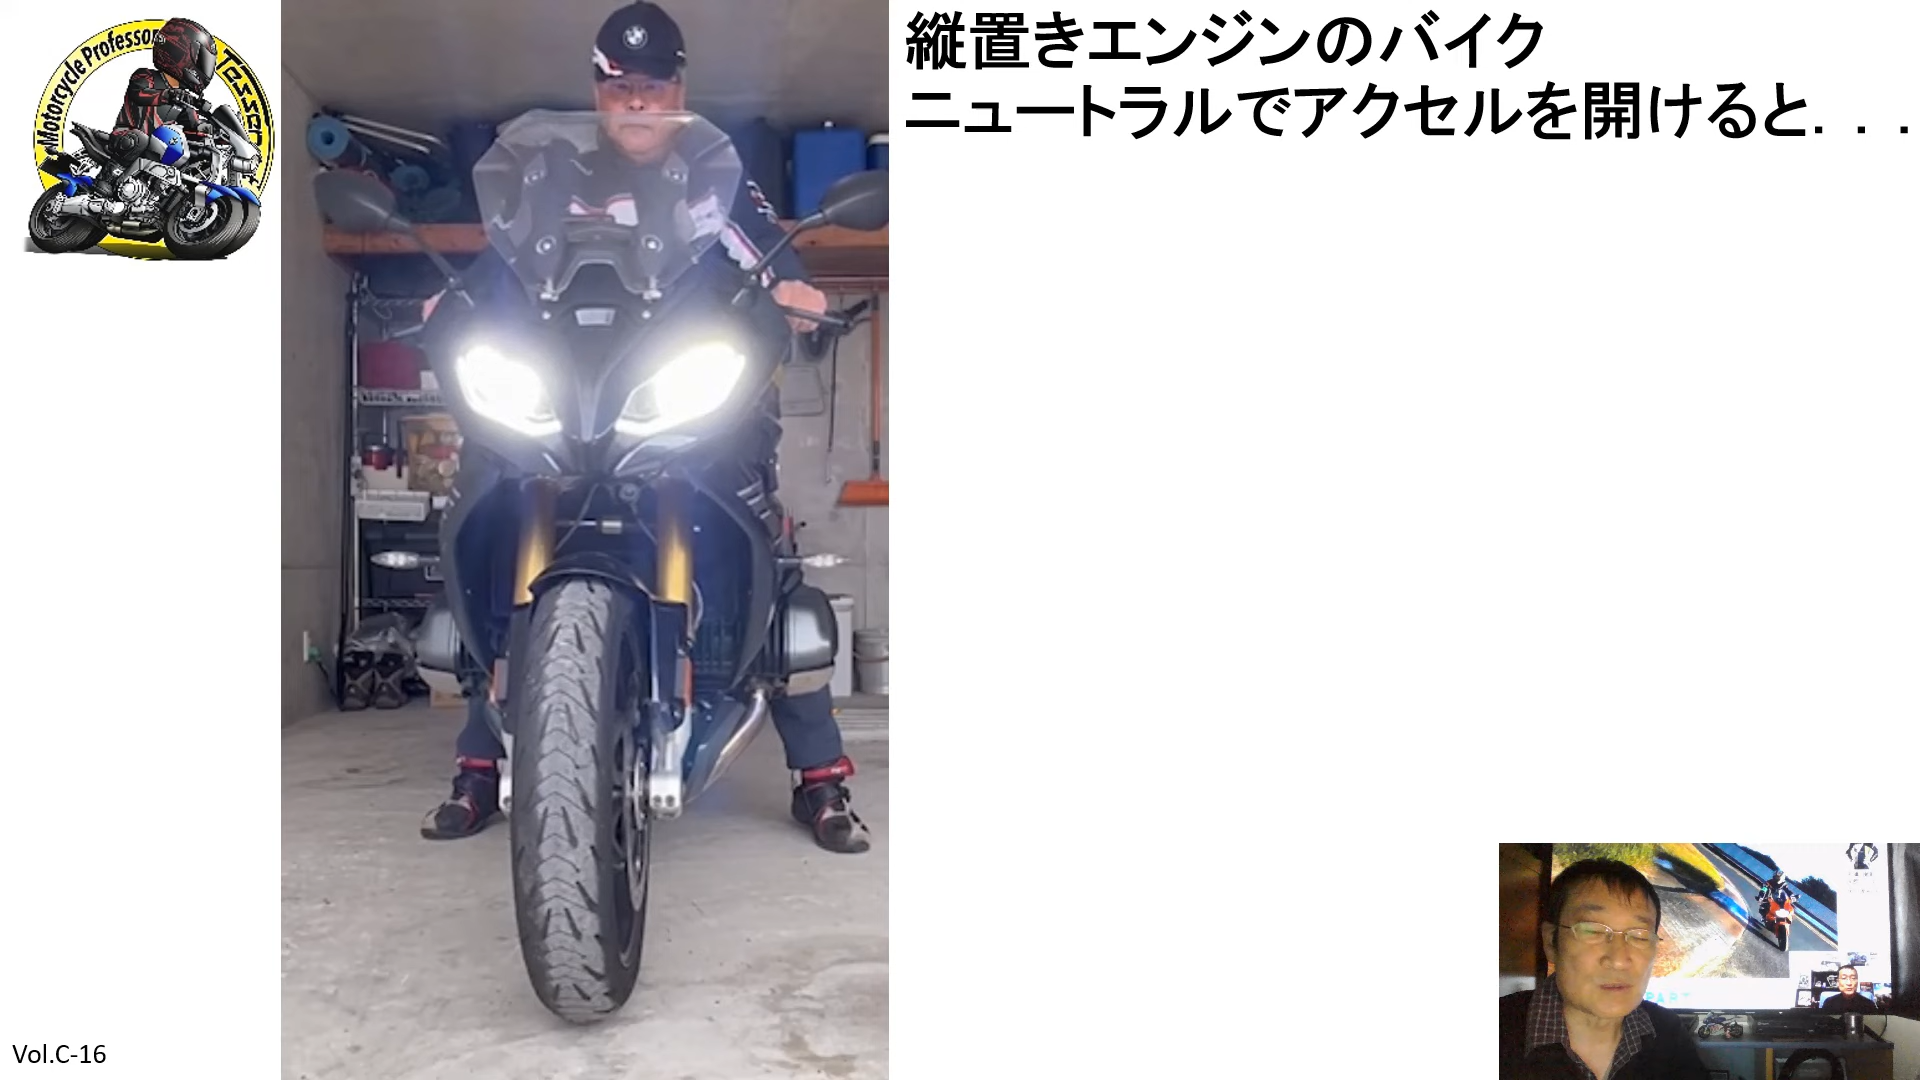 Motorcycle Professor
縦置きエンジンのバイク
ニュートラルでアクセルを開けると. . .
Vol.C-16